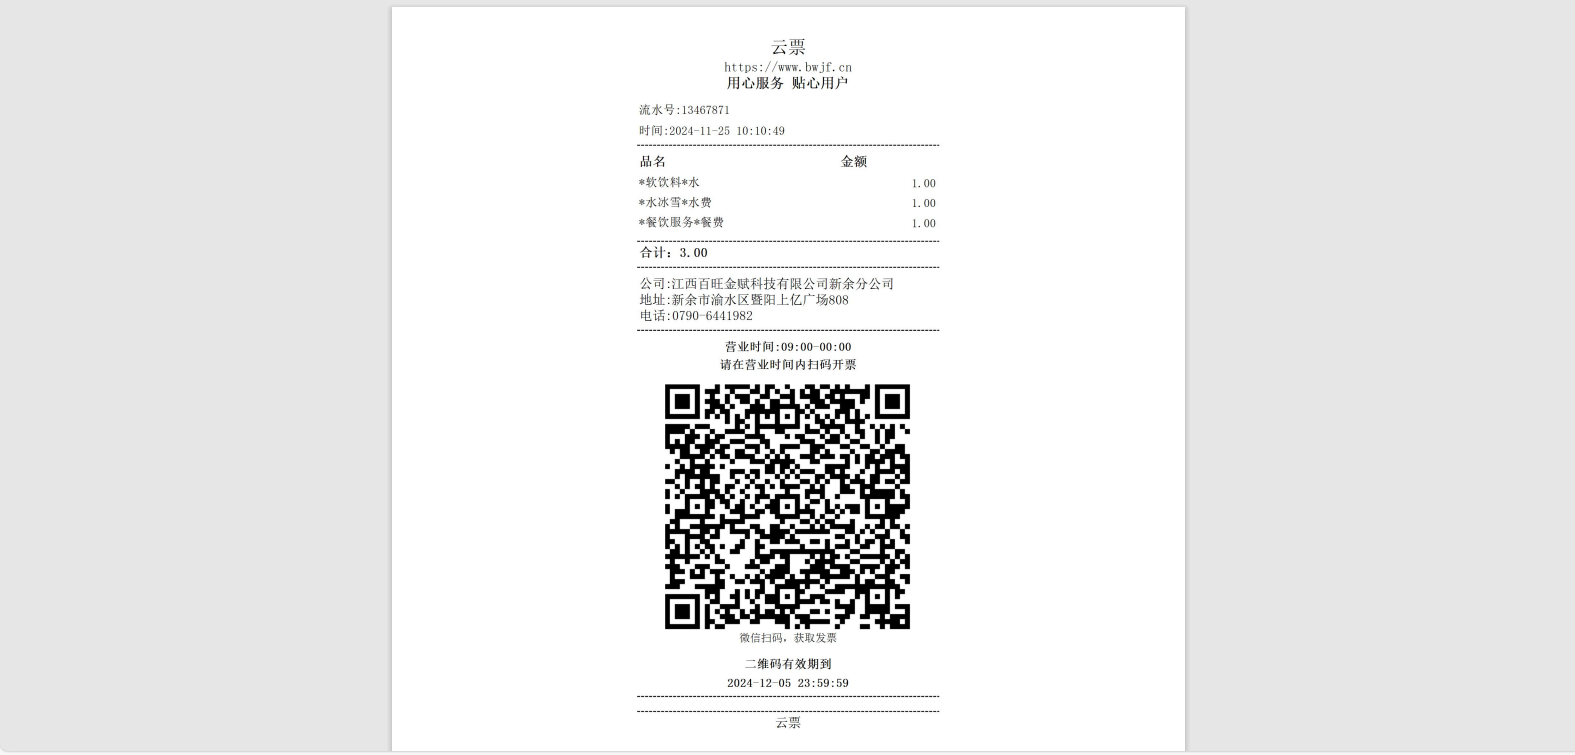 云票
https://www.bwjf.cn
用心服务 贴心用户
流水号:13467871
时间:2024-11-25 10:10:49
品名 金额
*软饮料*水 1.00
*水冰雪*水费 1.00
*餐饮服务*餐费 1.00
合计: 3.00
公司:江西百旺金赋科技有限公司新余分公司
地址:新余市渝水区暨阳上亿广场808
电话:0790-6441982
营业时间:09:00-00:00
请在营业时间内扫码开票
微信扫码，获取发票
二维码有效期到
2024-12-05 23:59:59
云票